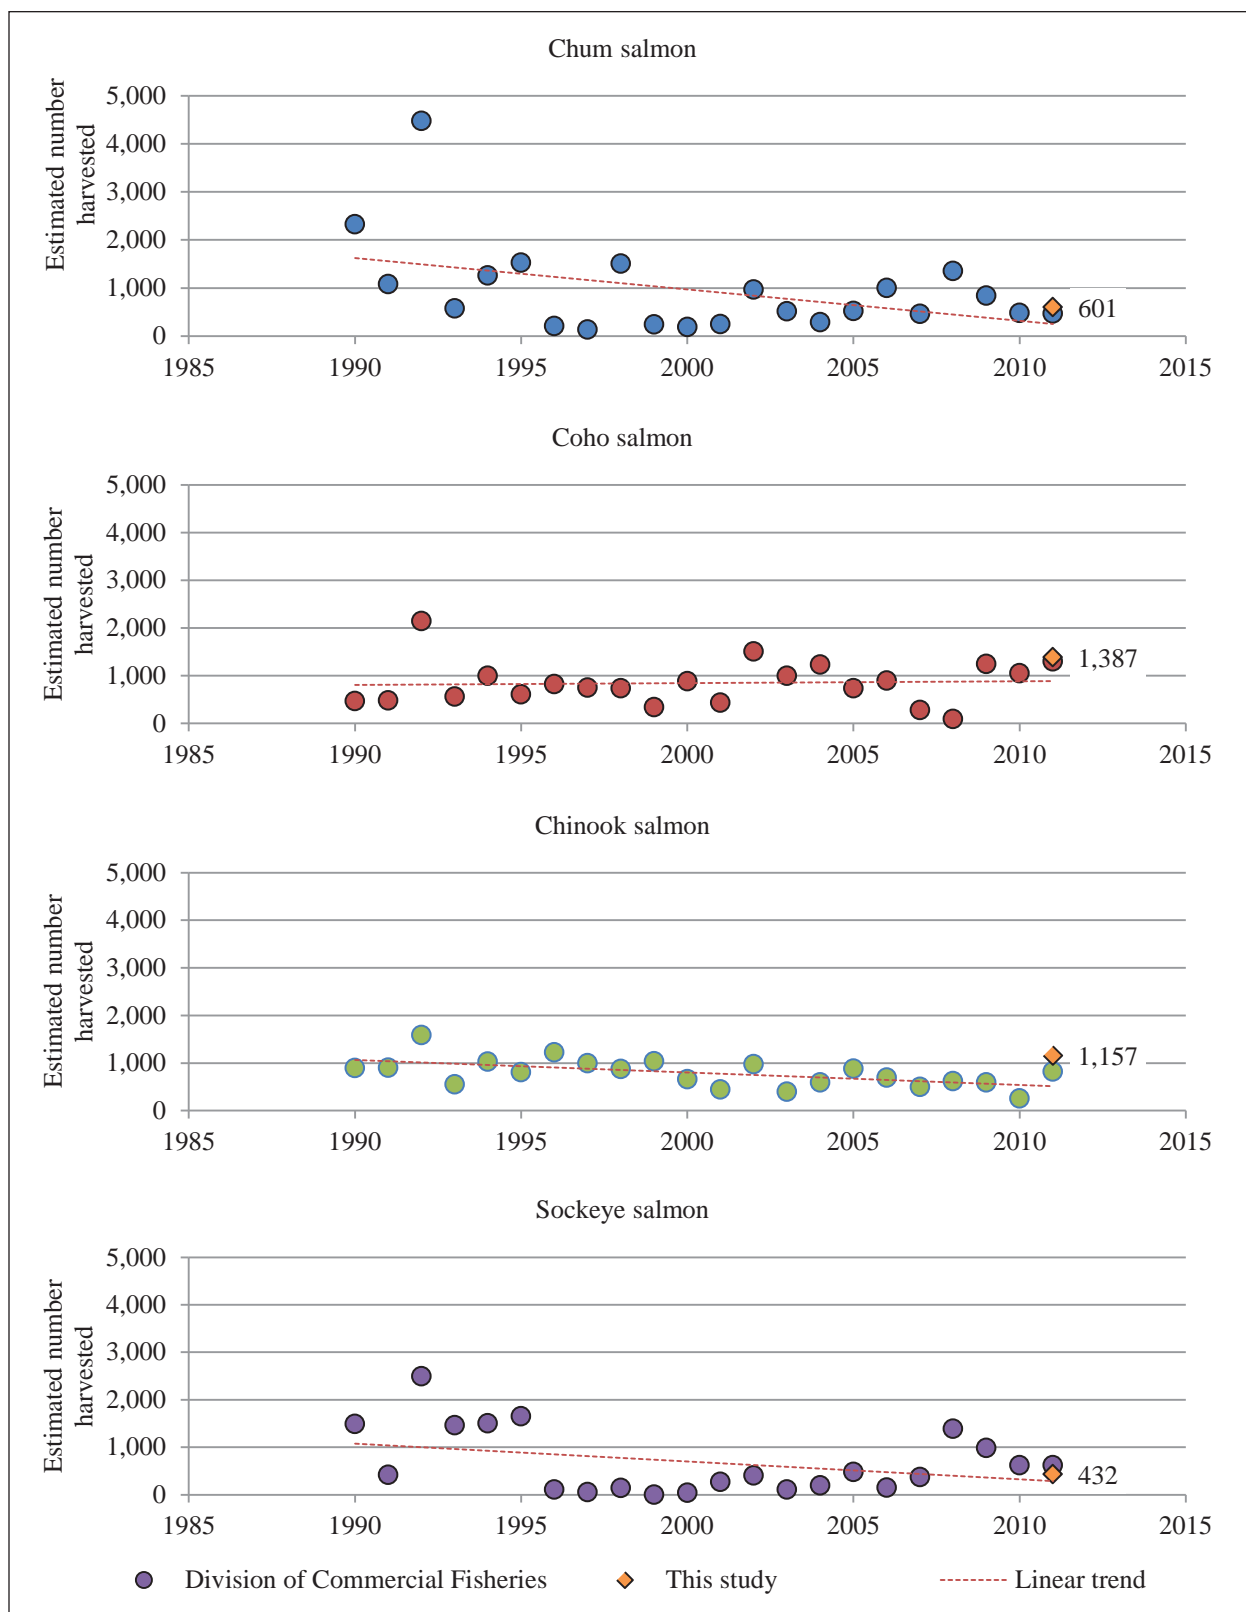 Chum salmon
Estimated number
harvested
5,000
4,000
3,000
2,000
1,000
0
601
1985 1990 1995 2000 2005 2010 2015
Coho salmon
Estimated number
harvested
5,000
4,000
3,000
2,000
1,000
0
1,387
1985 1990 1995 2000 2005 2010 2015
Chinook salmon
Estimated number
harvested
5,000
4,000
3,000
2,000
1,000
0
1,157
1985 1990 1995 2000 2005 2010 2015
Sockeye salmon
Estimated number
harvested
5,000
4,000
3,000
2,000
1,000
0
432
1985 1990 1995 2000 2005 2010 2015
Division of Commercial Fisheries This study Linear trend